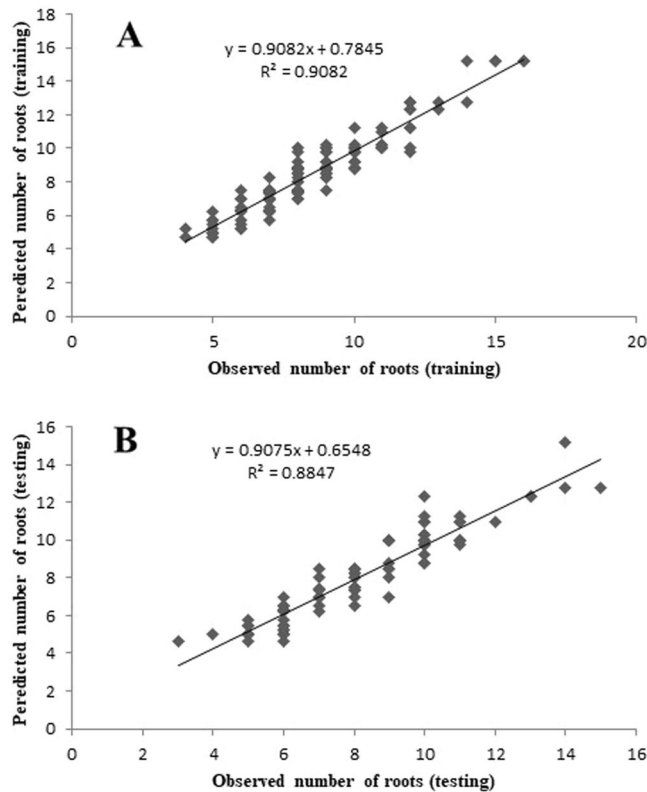 A
y = 0.9082x + 0.7845
R² = 0.9082
18
16
14
12
10
8
6
4
2
0
Peredicted number of roots (training)
0 5 10 15 20
Observed number of roots (training)
B
y = 0.9075x + 0.6548
R² = 0.8847
16
14
12
10
8
6
4
2
0
Peredicted number of roots (testing)
0 2 4 6 8 10 12 14 16
Observed number of roots (testing)